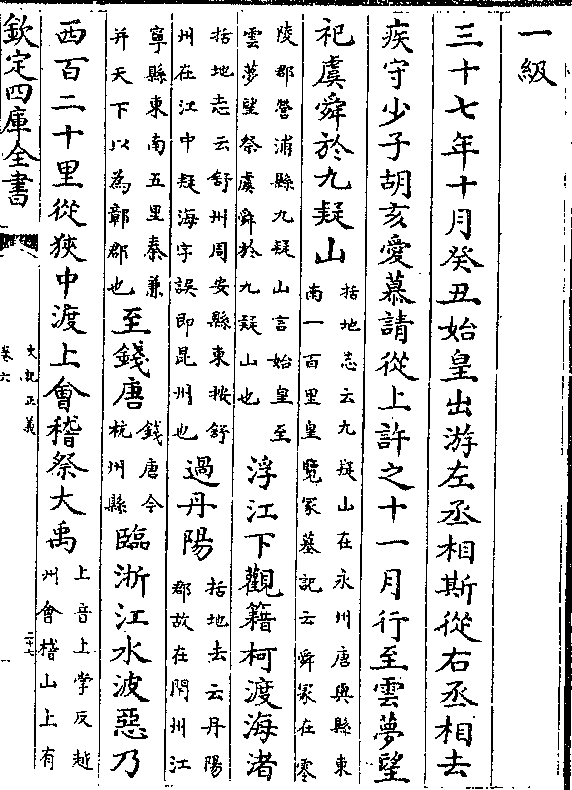 一級
三十七年十月癸丑始皇出游左丞相斯從右丞相去
疾守少子胡亥愛慕請從上許之十一月行至雲夢望
祀虞舜於九疑山
括地志云九疑山在永州唐興縣東
南一百里皇覽冡墓記云舜冡在零
陵郡營浦縣九疑山言始皇至
雲夢望祭虞舜於九疑山也
浮江下觀籍柯渡海渚
括地志云舒州周安縣東按舒
州在江中疑海字誤即昆州也
過丹陽
括地去云丹陽
郡故在閏州江
寧縣東南五里秦兼
并天下以為鄣郡也
至錢唐
錢唐今
杭州縣
臨浙江水波惡乃
西百二十里從狹中渡上會稽祭大禹
上音上掌反越
州會稽山上有
欽定四庫全書
史記正義
卷六